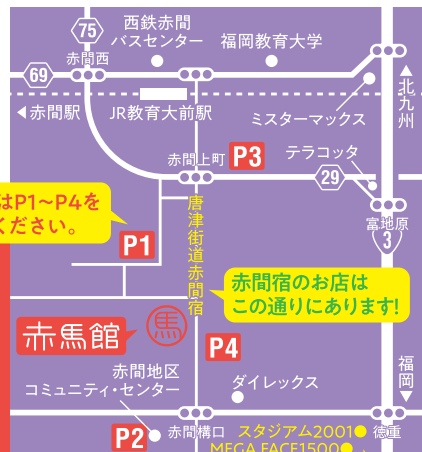 75
西鉄赤間
バスセンター
福岡教育大学
赤間西
69
北九州
◀赤間駅
JR教育大前駅
ミスターマックス
赤間上町
P3
テラコッタ
29
はP1〜P4を
ください。
唐津街道赤間宿
富地原
3
P1
赤間宿のお店は
この通りにあります!
馬
赤馬館
P4
赤間地区
コミュニティ・センター
ダイレックス
福岡
P2
赤間構口
スタジアム2001
徳重
MEGA FACE1500